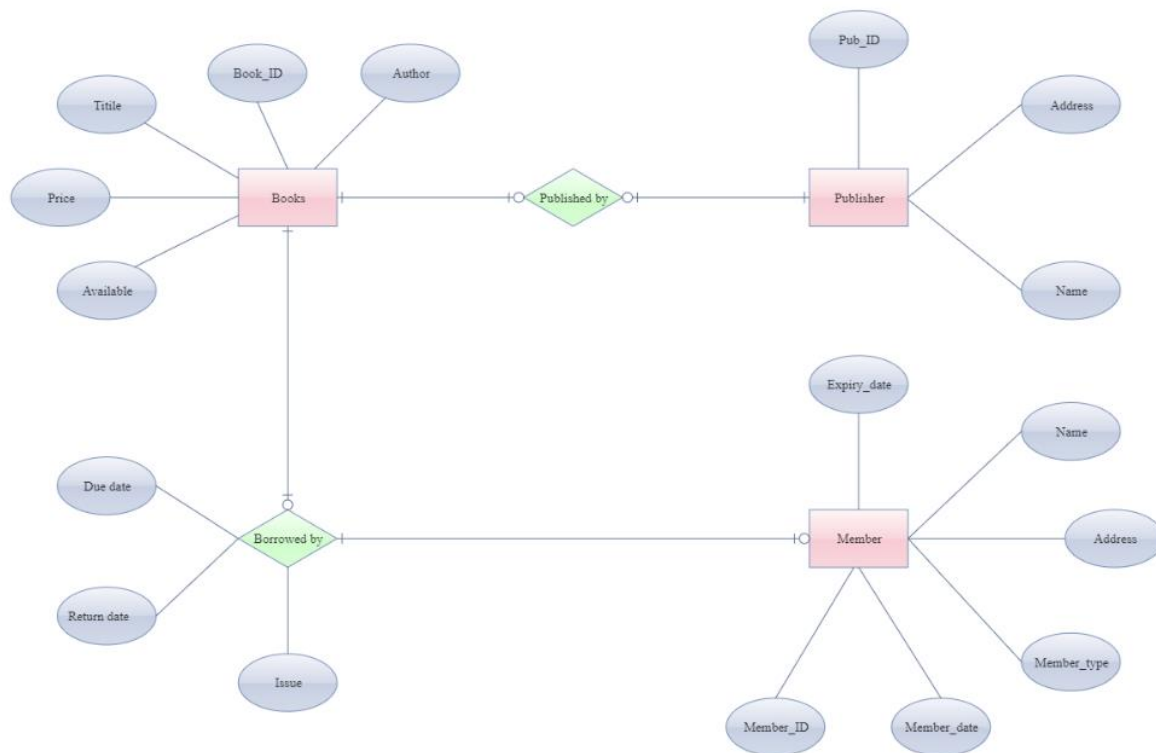 Pub_ID
Book_ID
Author
Titile
Address
Price
Books
Published by
Publisher
Available
Name
Expiry_date
Name
Due date
Borrowed by
Member
Address
Return date
Member_type
Issue
Member_ID
Member_date